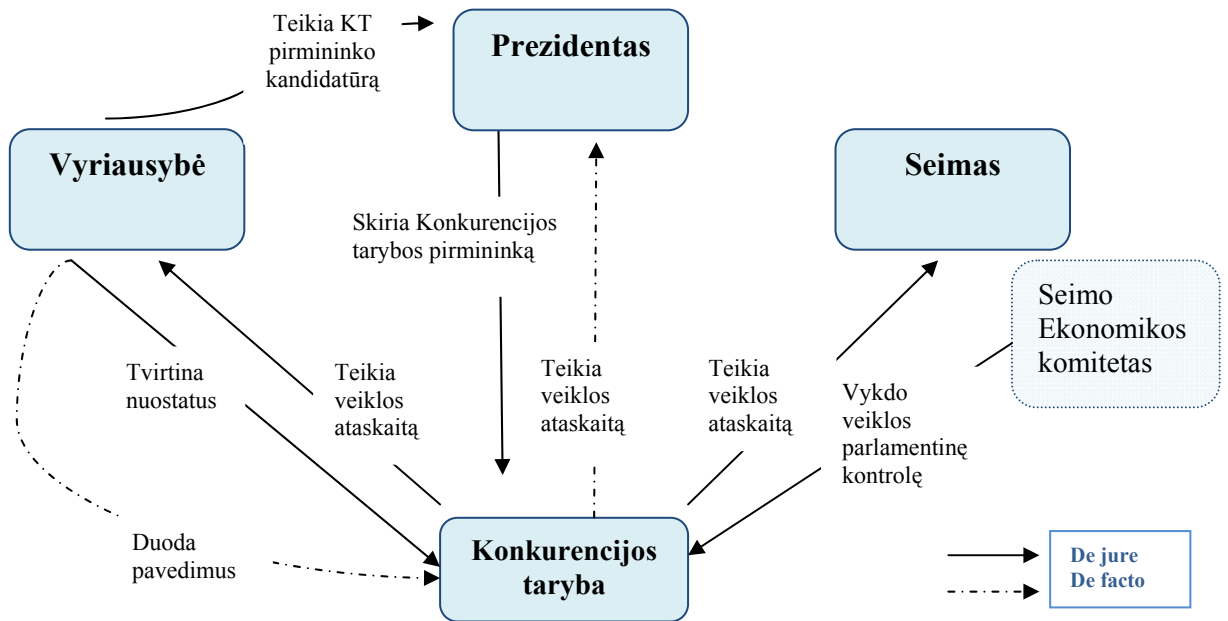 Teikia KT
pirmininko
kandidatūrą
Prezidentas
Vyriausybė
Seimas
Skiria Konkurencijos
tarybos pirmininką
Seimo
Ekonomikos
komitetas
Tvirtina
nuostatus
Teikia
veiklos
ataskaitą
Teikia
veiklos
ataskaitą
Teikia
veiklos
ataskaitą
Vykdo
veiklos
parlamentinę
kontrolę
Duoda
pavedimus
Konkurencijos
taryba
De jure
De facto